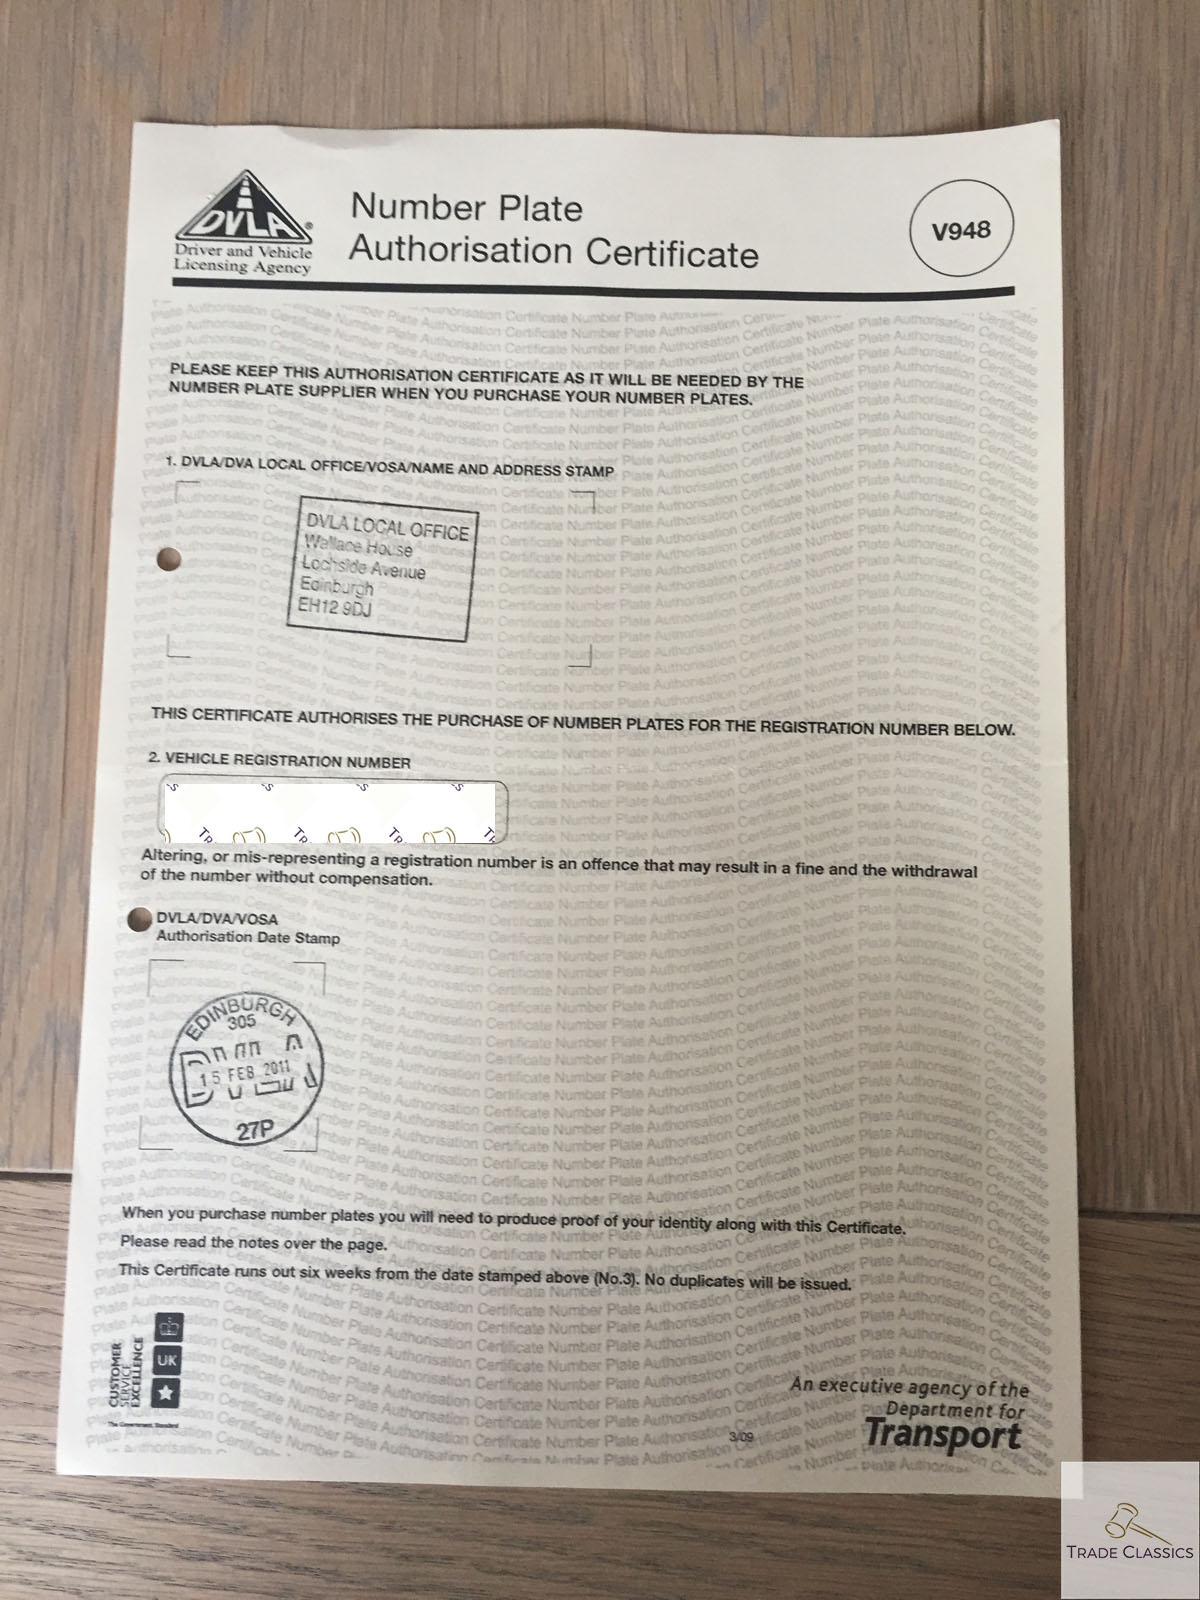 DVLA®
Driver and Vehicle
Licensing Agency
Number Plate
Authorisation Certificate
V948
PLEASE KEEP THIS AUTHORISATION CERTIFICATE AS IT WILL BE NEEDED BY THE
NUMBER PLATE SUPPLIER WHEN YOU PURCHASE YOUR NUMBER PLATES.
1. DVLA/DVA LOCAL OFFICE/VOSA/NAME AND ADDRESS STAMP
DVLA LOCAL OFFICE
Wallace House
Lochside Avenue
Edinburgh
EH12 9DJ
THIS CERTIFICATE AUTHORISES THE PURCHASE OF NUMBER PLATES FOR THE REGISTRATION NUMBER BELOW.
2. VEHICLE REGISTRATION NUMBER
Altering, or mis-representing a registration number is an offence that may result in a fine and the withdrawal
of the number without compensation.
DVLA/DVA/VOSA
Authorisation Date Stamp
EDINBURGH
305
15 FEB 2011
27P
When you purchase number plates you will need to produce proof of your identity along with this Certificate.
Please read the notes over the page.
This Certificate runs out six weeks from the date stamped above (No.3). No duplicates will be issued.
CUSTOMER
SERVICE
EXCELLENCE
UK
The Government Standard
3/09
An executive agency of the
Department for
Transport
TRADE CLASSICS